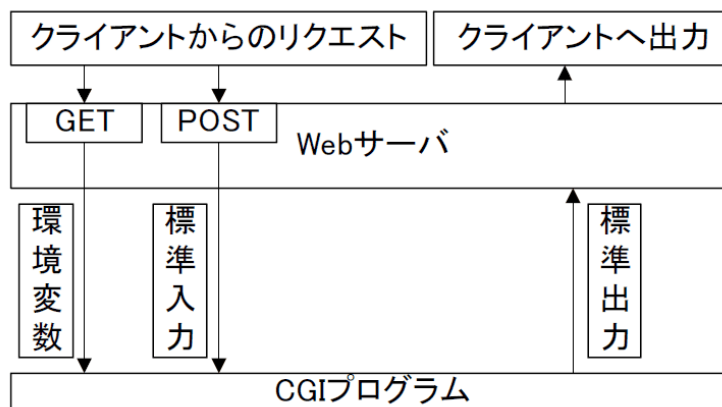 クライアントからのリクエスト
クライアントへ出力
GET
POST
Webサーバ
環境変数
標準入力
標準出力
CGIプログラム